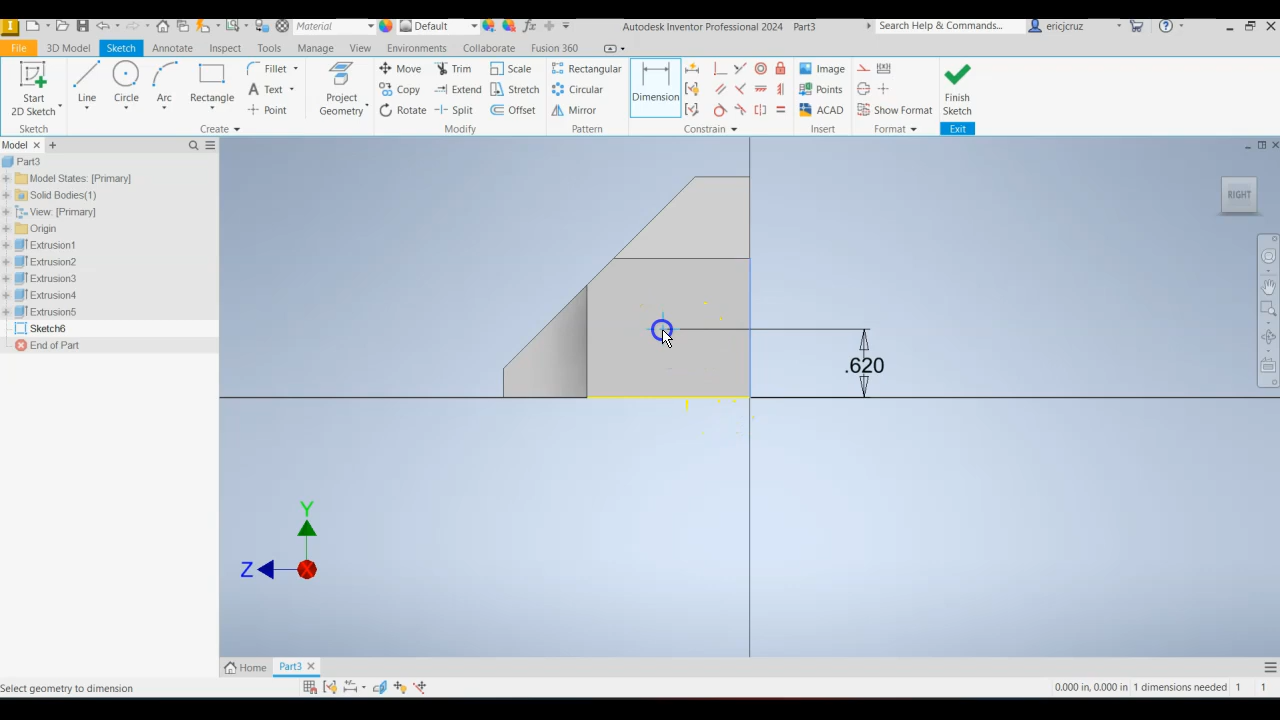 Material
Default
Autodesk Inventor Professional 2024 Part3
Search Help & Commands...
ericjcruz
File 3D Model Sketch Annotate Inspect Tools Manage View Environments Collaborate Fusion 360
Start
2D Sketch
Line
Circle
Arc
Rectangle
Fillet
Text
Point
Project
Geometry
Move
Copy
Rotate
Trim
Extend
Split
Scale
Stretch
Offset
Rectangular
Circular
Mirror
Dimension
Image
Points
ACAD
Show Format
Finish
Sketch
Sketch Create Modify Pattern Constrain Insert Format Exit
Model
Part3
Model States: [Primary]
Solid Bodies(1)
View: [Primary]
Origin
Extrusion1
Extrusion2
Extrusion3
Extrusion4
Extrusion5
Sketch6
End of Part
RIGHT
.620
Y
Z
X
Home Part3
Select geometry to dimension
0.000 in, 0.000 in 1 dimensions needed 1 1